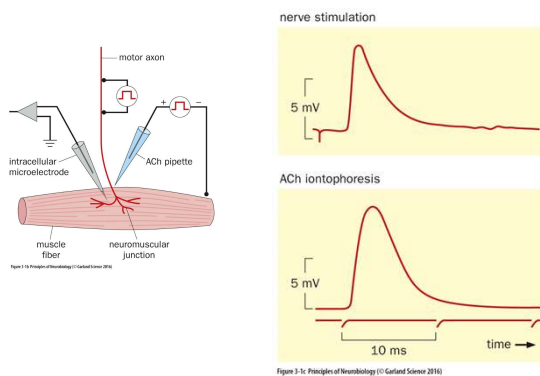 motor axon
+
−
intracellular
microelectrode
ACh pipette
muscle
fiber
neuromuscular
junction
Figure 3-1b Principles of Neurobiology (© Garland Science 2016)
nerve stimulation
5 mV
ACh iontophoresis
5 mV
10 ms
time
Figure 3-1c Principles of Neurobiology (© Garland Science 2016)